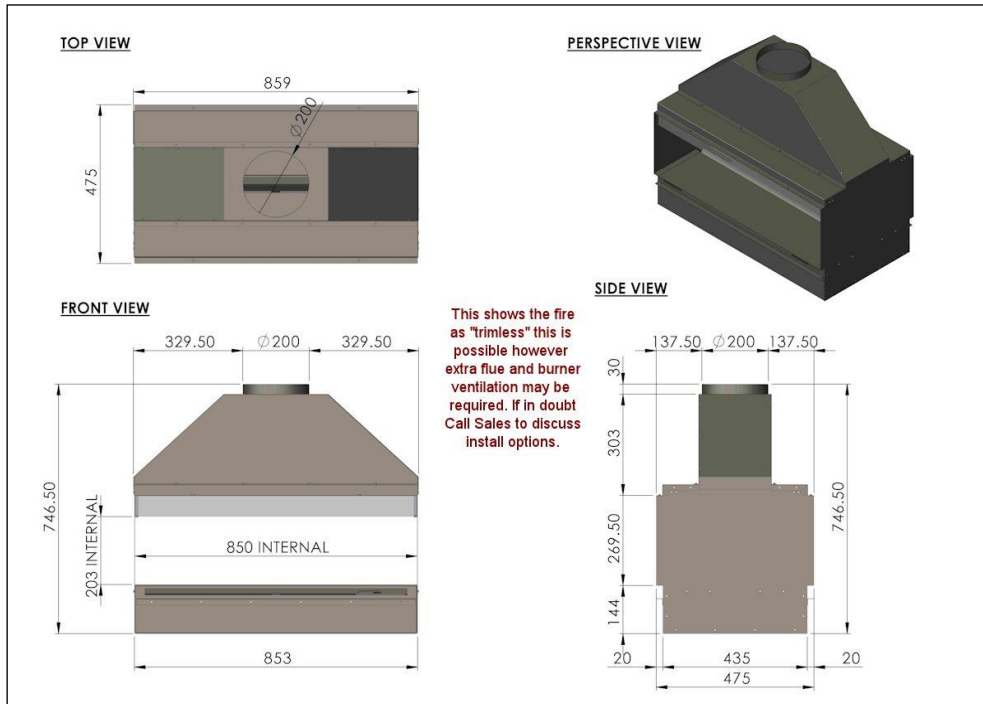 TOP VIEW
859
Ø200
475
PERSPECTIVE VIEW
FRONT VIEW
329.50 Ø200 329.50
746.50
203 INTERNAL
850 INTERNAL
853
This shows the fire
as "trimless" this is
possible however
extra flue and burner
ventilation may be
required. If in doubt
Call Sales to discuss
install options.
SIDE VIEW
137.50 Ø200 137.50
30
303
269.50
144
746.50
20 435 20
475